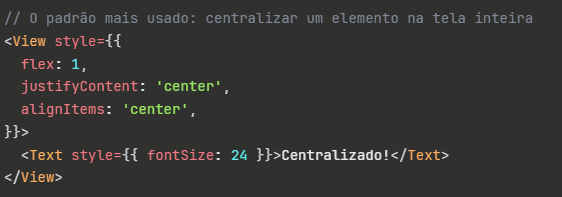 // O padrão mais usado: centralizar um elemento na tela inteira
<View style={{
  flex: 1,
  justifyContent: 'center',
  alignItems: 'center',
}}>
  <Text style={{ fontSize: 24 }}>Centralizado!</Text>
</View>